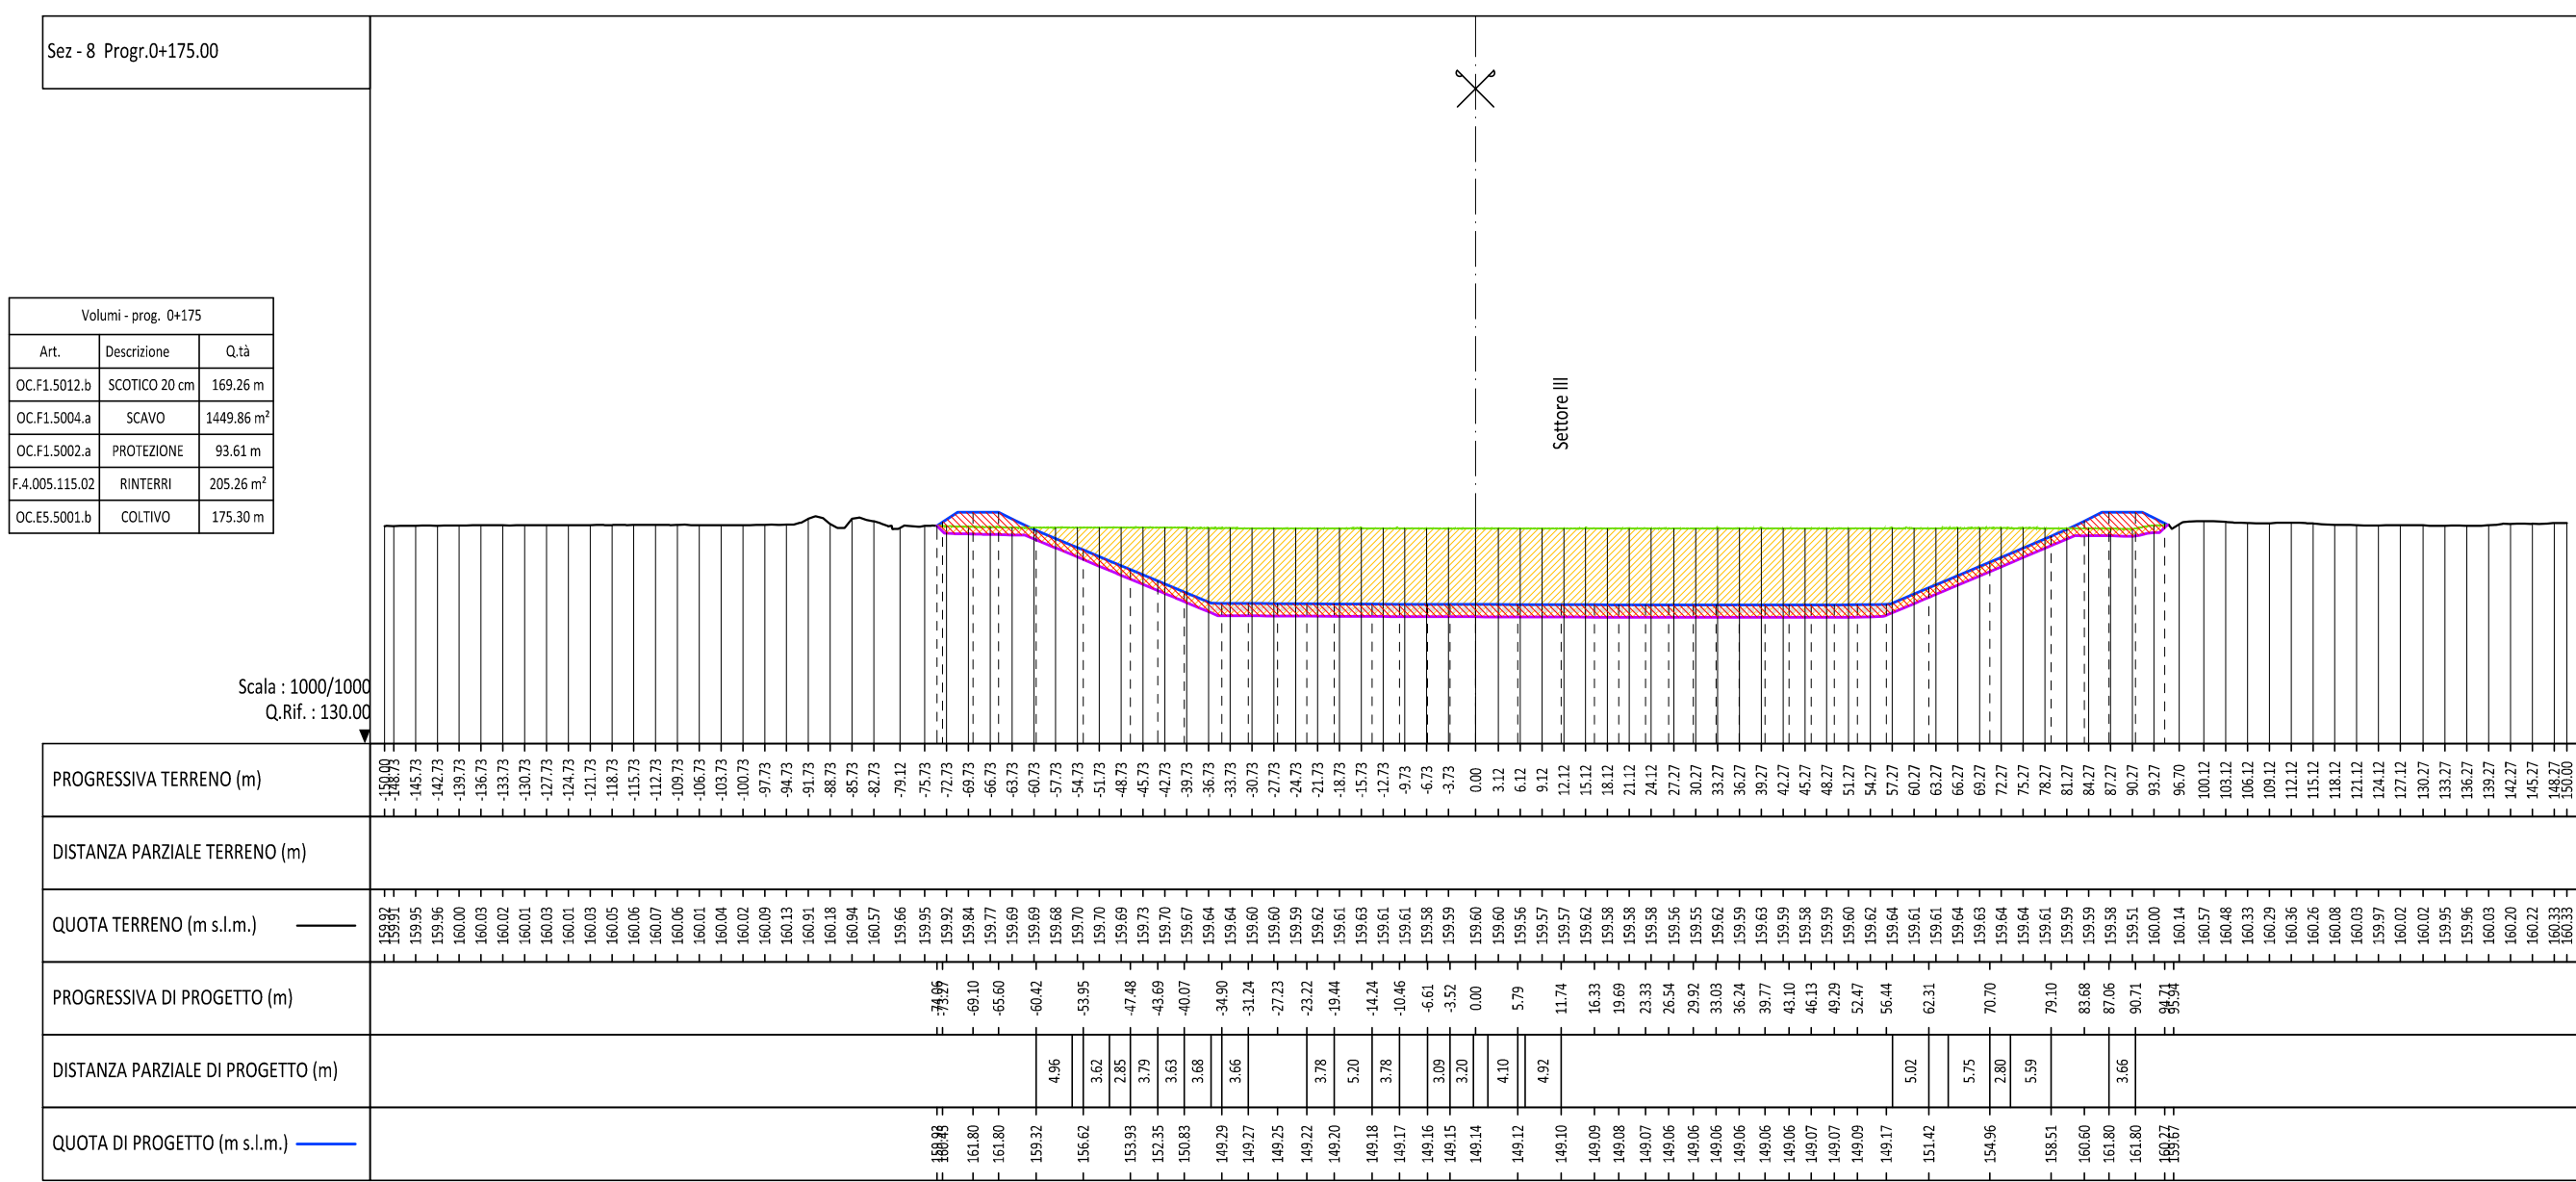 Sez - 8 Progr.0+175.00
Volumi - prog. 0+175
Art. Descrizione Q.tà
OC.F1.5012.b SCOTICO 20 cm 169.26 m
OC.F1.5004.a SCAVO 1449.86 m²
OC.F1.5002.a PROTEZIONE 93.61 m
F.4.005.115.02 RINTERRI 205.26 m²
OC.E5.5001.b COLTIVO 175.30 m
Settore III
Scala : 1000/1000
Q.Rif. : 130.00
PROGRESSIVA TERRENO (m) -150.00 -148.73 -145.73 -142.73 -139.73 -136.73 -133.73 -130.73 -127.73 -124.73 -121.73 -118.73 -115.73 -112.73 -109.73 -106.73 -103.73 -100.73 -97.73 -94.73 -91.73 -88.73 -85.73 -82.73 -79.12 -75.73 -72.73 -69.73 -66.73 -63.73 -60.73 -57.73 -54.73 -51.73 -48.73 -45.73 -42.73 -39.73 -36.73 -33.73 -30.73 -27.73 -24.73 -21.73 -18.73 -15.73 -12.73 -9.73 -6.73 -3.73 0.00 3.12 6.12 9.12 12.12 15.12 18.12 21.12 24.12 27.27 30.27 33.27 36.27 39.27 42.27 45.27 48.27 51.27 54.27 57.27 60.27 63.27 66.27 69.27 72.27 75.27 78.27 81.27 84.27 87.27 90.27 93.27 96.70 100.12 103.12 106.12 109.12 112.12 115.12 118.12 121.12 124.12 127.12 130.27 133.27 136.27 139.27 142.27 145.27 148.27 150.00
DISTANZA PARZIALE TERRENO (m)
QUOTA TERRENO (m s.l.m.) 159.92 159.91 159.95 159.96 160.00 160.03 160.02 160.01 160.03 160.01 160.03 160.05 160.06 160.07 160.06 160.01 160.04 160.02 160.09 160.13 160.91 160.18 160.94 160.57 159.66 159.95 159.92 159.84 159.77 159.69 159.69 159.68 159.70 159.70 159.69 159.73 159.70 159.67 159.64 159.64 159.60 159.60 159.59 159.62 159.61 159.63 159.61 159.61 159.58 159.59 159.60 159.60 159.56 159.57 159.57 159.62 159.58 159.58 159.58 159.56 159.55 159.62 159.59 159.63 159.59 159.58 159.59 159.60 159.62 159.64 159.61 159.61 159.64 159.63 159.64 159.64 159.61 159.59 159.59 159.58 159.51 160.00 160.14 160.57 160.48 160.33 160.29 160.36 160.26 160.08 160.03 159.97 160.02 160.02 159.95 159.96 160.03 160.20 160.22 160.33 160.33
PROGRESSIVA DI PROGETTO (m) -74.06 -73.27 -69.10 -65.60 -60.42 -53.95 -47.48 -43.69 -40.07 -34.90 -31.24 -27.23 -23.22 -19.44 -14.24 -10.46 -6.61 -3.52 0.00 5.79 11.74 16.33 19.69 23.33 26.54 29.92 33.03 36.24 39.77 43.10 46.13 49.29 52.47 56.44 62.31 70.70 79.10 83.68 87.06 90.71 94.71 95.94
DISTANZA PARZIALE DI PROGETTO (m) 4.96 3.62 2.85 3.79 3.63 3.68 3.66 3.78 5.20 3.78 3.09 3.20 4.10 4.92 5.02 5.75 2.80 5.59 3.66
QUOTA DI PROGETTO (m s.l.m.) 161.80 161.80 159.32 156.62 153.93 152.35 150.83 149.29 149.27 149.25 149.22 149.20 149.18 149.17 149.16 149.15 149.14 149.12 149.10 149.09 149.08 149.07 149.06 149.06 149.06 149.06 149.06 149.06 149.07 149.07 149.09 149.17 151.42 154.96 158.51 160.60 161.80 161.80 160.27 159.67